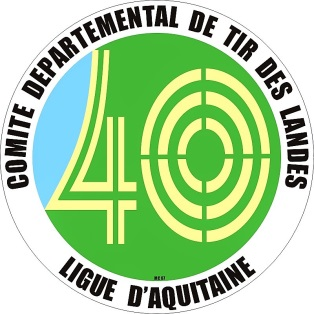 COMITE DEPARTEMENTAL DE TIR DES LANDES
40
LIGUE D'AQUITAINE